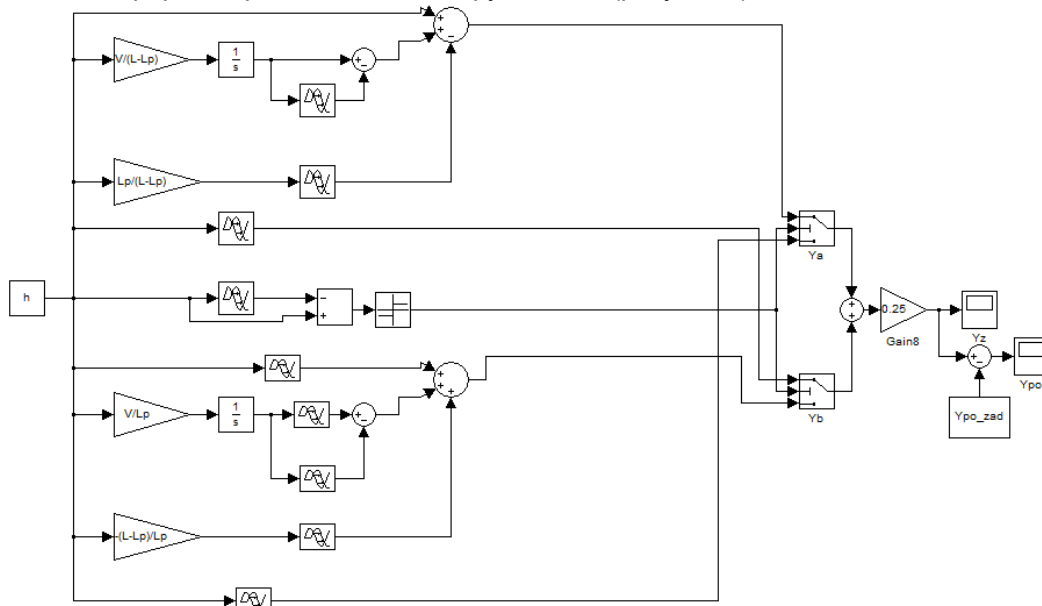 V/(L-Lp)
1
s
Lp/(L-Lp)
Ya
h
0.25
Gain8
Yz
Ypo
V/Lp
1
s
Yb
Ypo_zad
-(L-Lp)/Lp